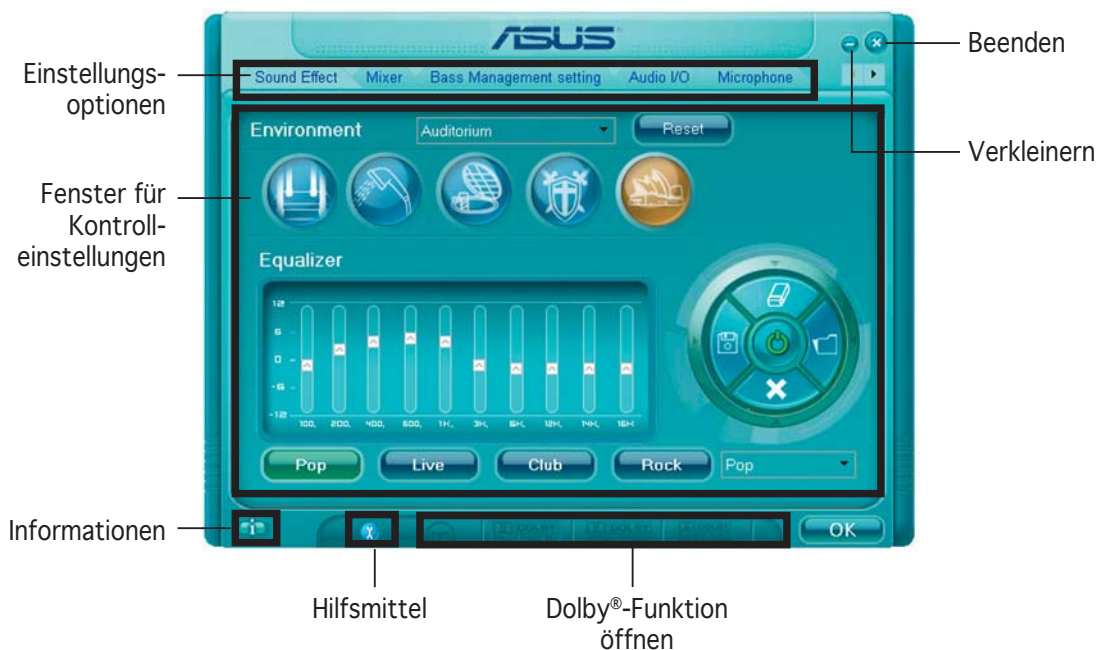 ASUS
Beenden
Einstellungs-
optionen
Sound Effect Mixer Bass Management setting Audio I/O Microphone
Environment Auditorium Reset
Verkleinern
Fenster für
Kontroll-
einstellungen
Equalizer
12
6
0
-6
-12
100, 200, 400, 600, 1K, 3K, 6K, 12K, 14K, 16K
Pop Live Club Rock Pop
Informationen
DOLBY DOLBY
OK
Hilfsmittel
Dolby®-Funktion
öffnen